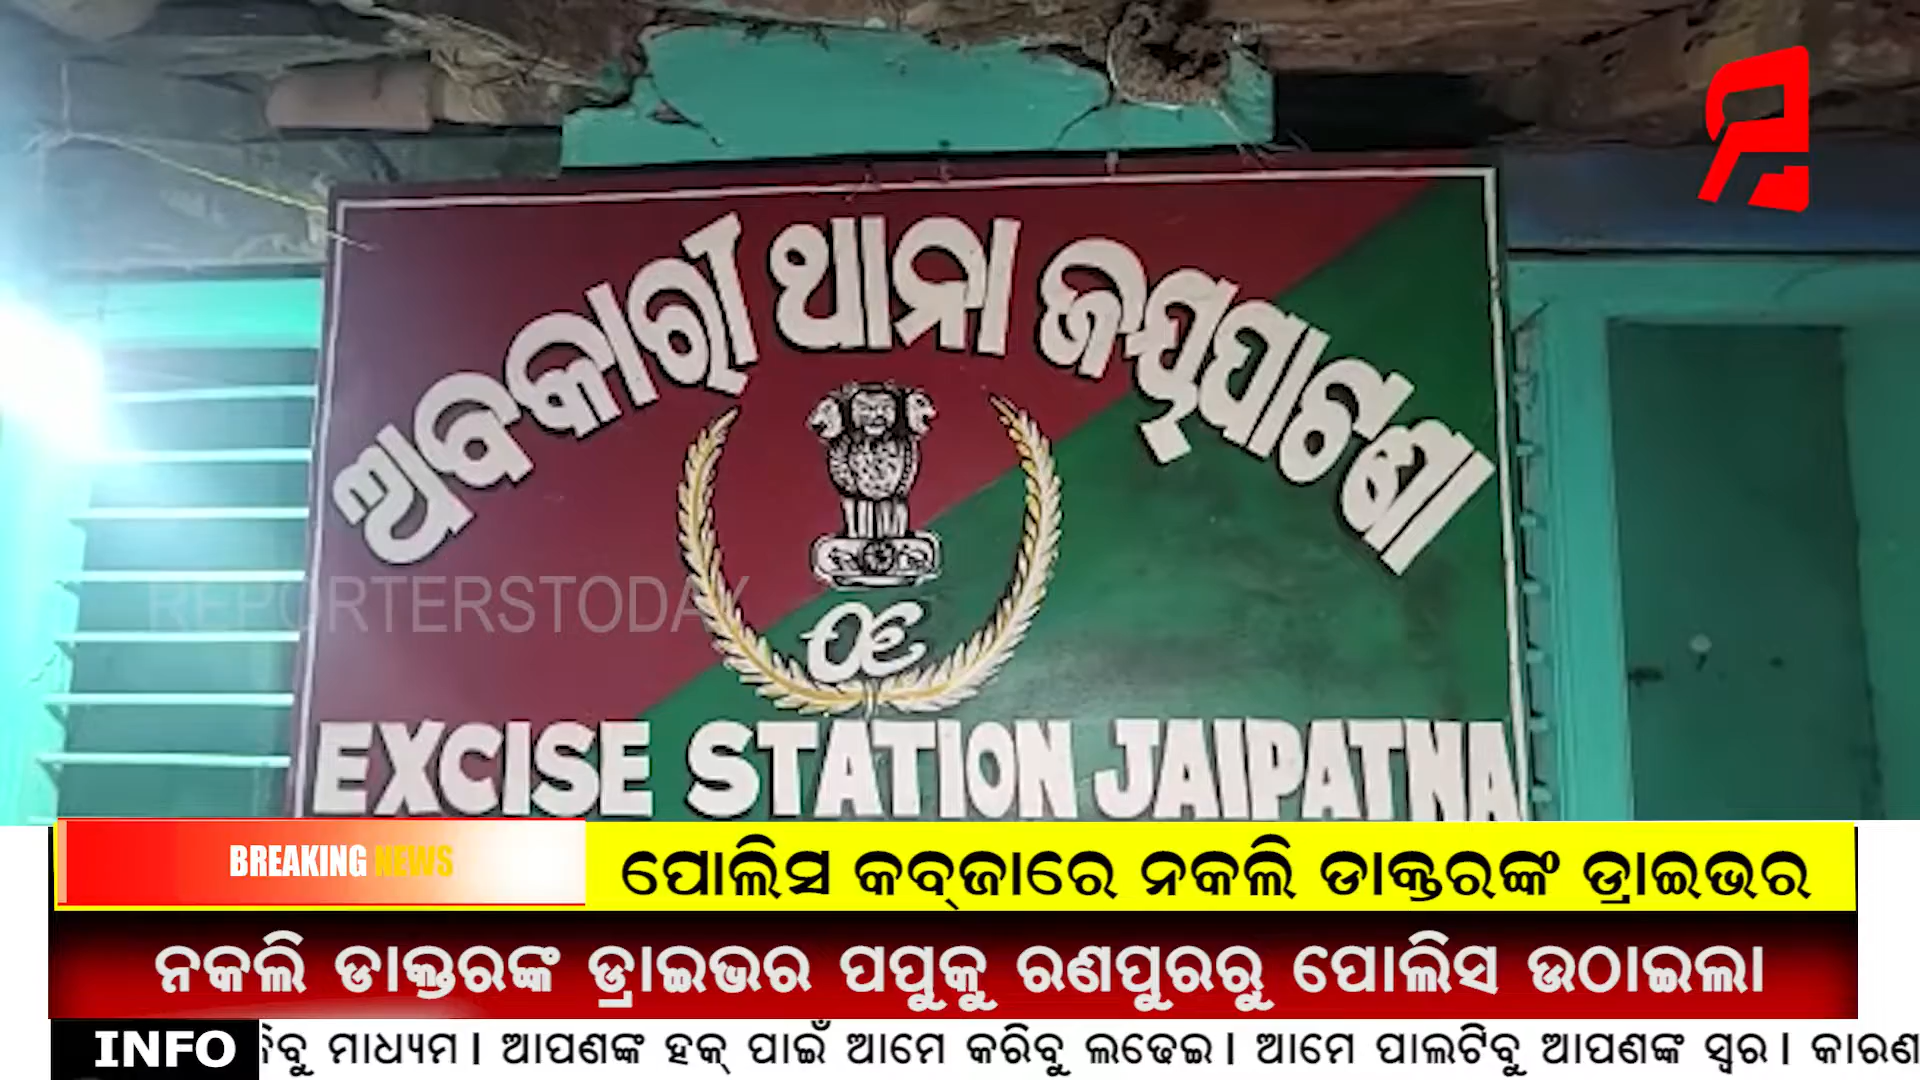 ଅବକାରୀ ଥାନା ଜୟପାଟଣା
EXCISE STATION JAIPATNA
REPORTERSTODAY
BREAKING NEWS
ପୋଲିସ କବ୍‌ଜାରେ ନକଲି ଡାକ୍ତରଙ୍କ ଡ୍ରାଇଭର
ନକଲି ଡାକ୍ତରଙ୍କ ଡ୍ରାଇଭର ପପୁକୁ ରଣପୁରରୁ ପୋଲିସ ଉଠାଇଲା
INFO ମାଧ୍ୟମ। ଆପଣଙ୍କ ହକ୍ ପାଇଁ ଆମେ କରିବୁ ଲଢେଇ। ଆମେ ପାଲଟିବୁ ଆପଣଙ୍କ ସ୍ୱର। କାରଣ